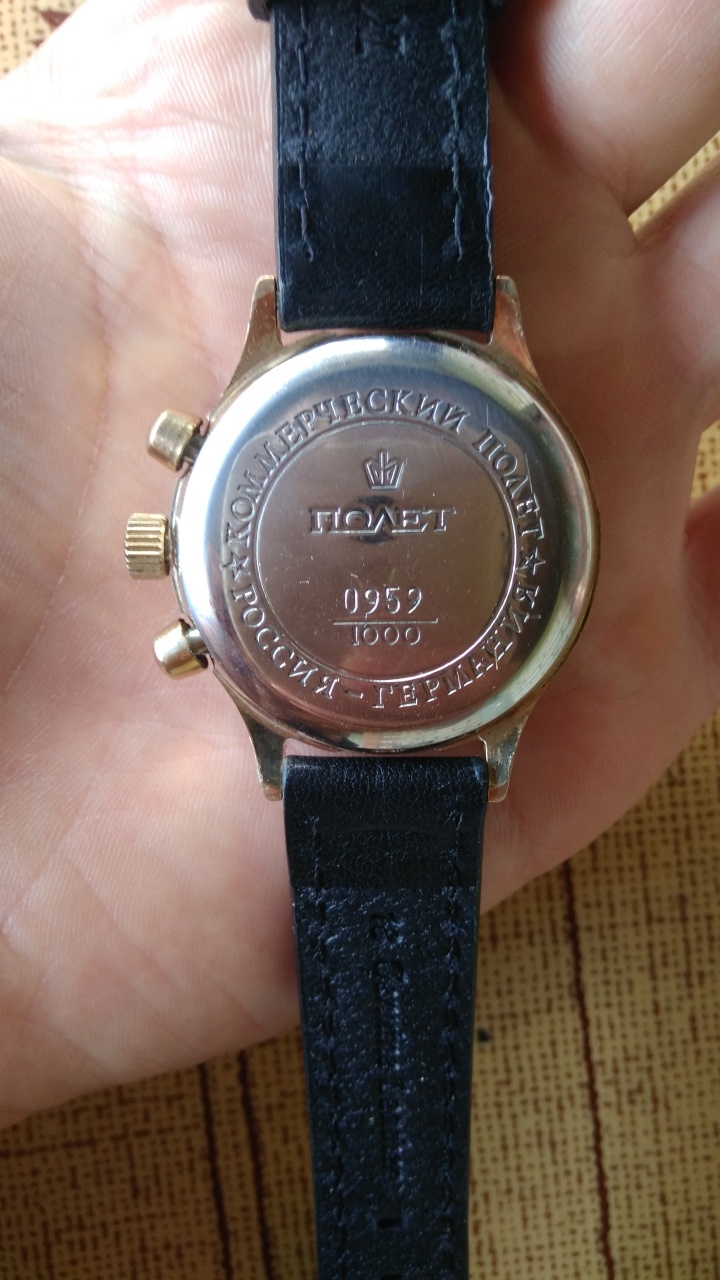 ★ КОММЕРЧЕСКИЙ ПОЛЕТ ★
ПОЛЕТ
0959
1000
РОССИЯ - ГЕРМАНИЯ